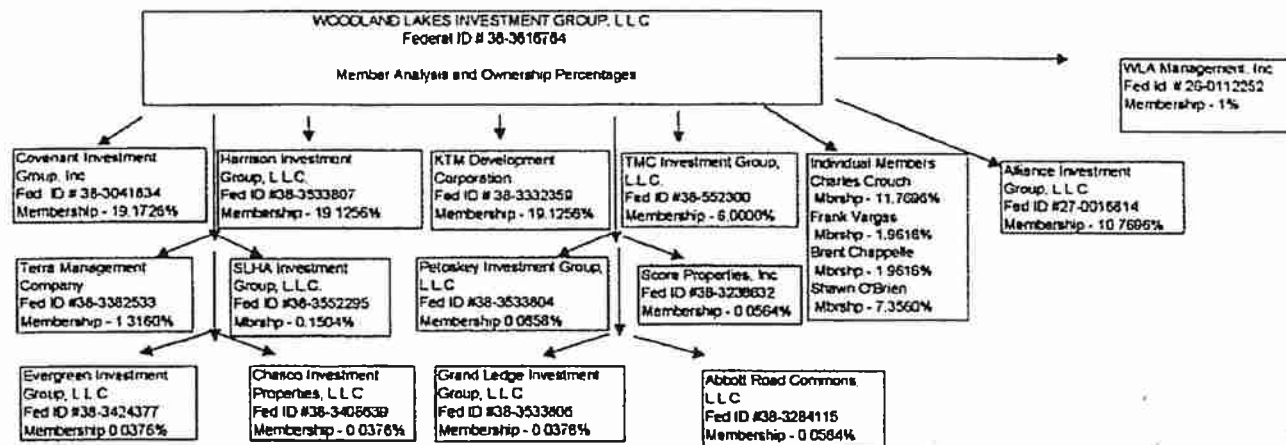 WOODLAND LAKES INVESTMENT GROUP, L L C
Federal ID # 38-3616784
Member Analysis and Ownership Percentages
WLA Management, Inc
Fed Id # 26-0112252
Membership - 1%
Covenant Investment
Group, Inc
Fed ID # 38-3041634
Membership - 19.1726%
Harrison Investment
Group, L.L.C.
Fed ID #38-3533807
Membership - 19.1256%
KTM Development
Corporation
Fed ID # 38-3332359
Membership - 19.1256%
TMC Investment Group,
L.L.C.
Fed ID #38-552300
Membership - 6.0000%
Individual Members
Charles Crouch
Mbrshp - 11.7696%
Frank Vargas
Mbrshp - 1.9616%
Brent Chappelle
Mbrshp - 1.9616%
Shawn O'Brien
Mbrshp - 7.3560%
Alliance Investment
Group, L.L.C
Fed ID #27-0015614
Membership - 10.7696%
Terra Management
Company
Fed ID #38-3382533
Membership - 1.3160%
SLHA Investment
Group, L.L.C.
Fed ID #38-3552295
Mbrshp - 0.1504%
Petoskey Investment Group,
LLC
Fed ID #38-3533804
Membership 0.0658%
Score Properties, Inc
Fed ID #38-3238632
Membership - 0.0564%
Evergreen Investment
Group, L L C
Fed ID #38-3424377
Membership 0.0376%
Chasco Investment
Properties, L L C
Fed ID #38-3408639
Membership - 0.0376%
Grand Ledge Investment
Group, L L C
Fed ID #38-3533806
Membership - 0.0376%
Abbott Road Commons,
L L C
Fed ID #38-3284115
Membership - 0.0564%